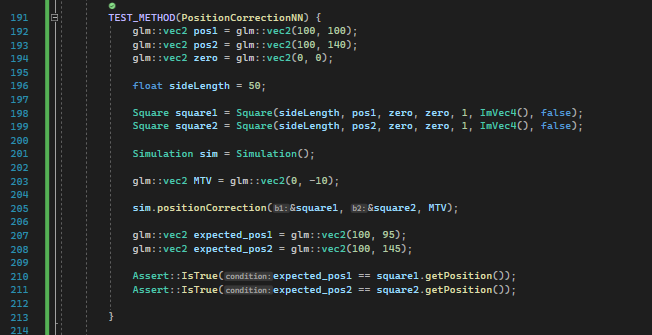 191 TEST_METHOD(PositionCorrectionNN) {
192 glm::vec2 pos1 = glm::vec2(100, 100);
193 glm::vec2 pos2 = glm::vec2(100, 140);
194 glm::vec2 zero = glm::vec2(0, 0);
195
196 float sideLength = 50;
197
198 Square square1 = Square(sideLength, pos1, zero, zero, 1, ImVec4(), false);
199 Square square2 = Square(sideLength, pos2, zero, zero, 1, ImVec4(), false);
200
201 Simulation sim = Simulation();
202
203 glm::vec2 MTV = glm::vec2(0, -10);
204
205 sim.positionCorrection(b1:&square1, b2:&square2, MTV);
206
207 glm::vec2 expected_pos1 = glm::vec2(100, 95);
208 glm::vec2 expected_pos2 = glm::vec2(100, 145);
209
210 Assert::IsTrue(condition:expected_pos1 == square1.getPosition());
211 Assert::IsTrue(condition:expected_pos2 == square2.getPosition());
212
213 }
214